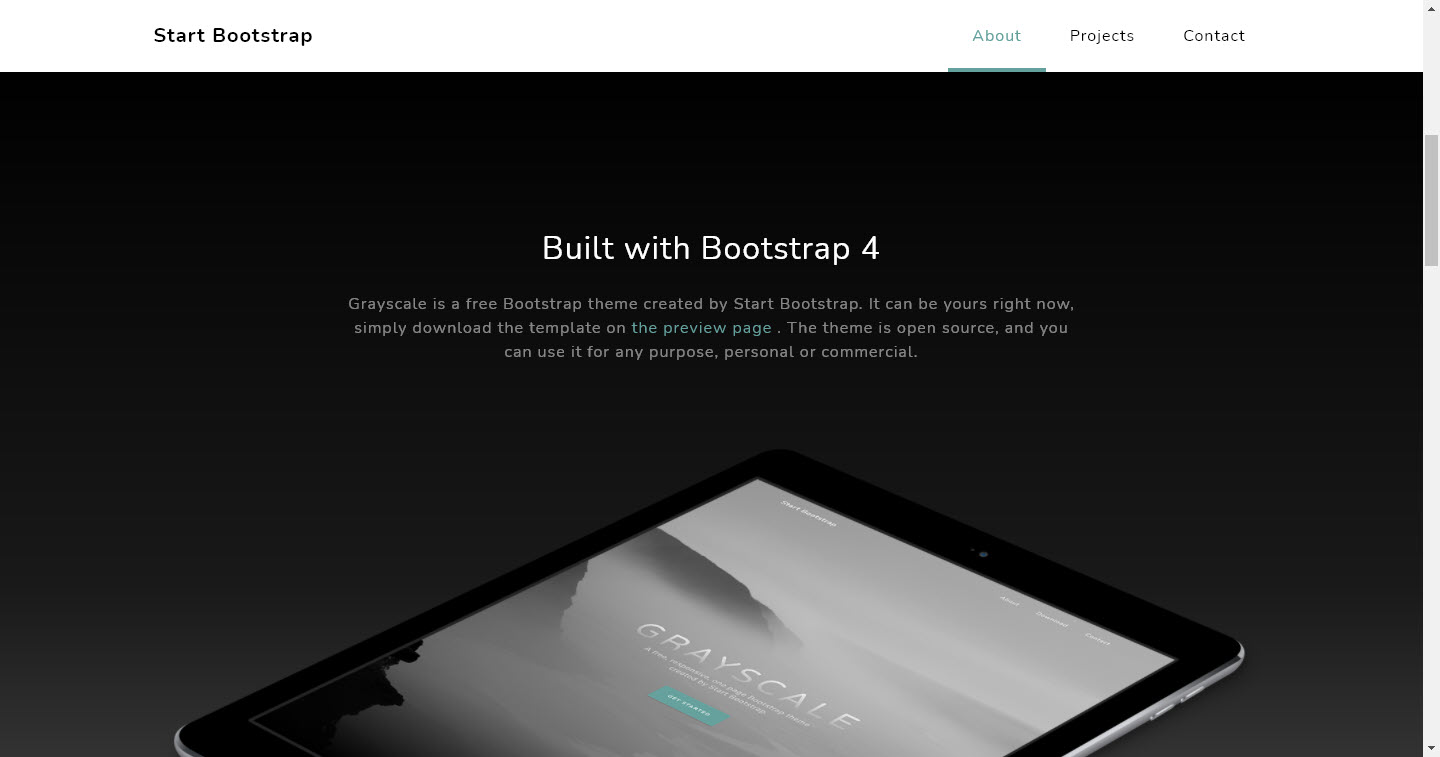 Start Bootstrap
About
Projects
Contact
Built with Bootstrap 4
Grayscale is a free Bootstrap theme created by Start Bootstrap. It can be yours right now,
simply download the template on the preview page . The theme is open source, and you
can use it for any purpose, personal or commercial.
Start Bootstrap
About
Download
Contact
GRAYSCALE
A free, responsive, one page Bootstrap theme
created by Start Bootstrap.
GET STARTED